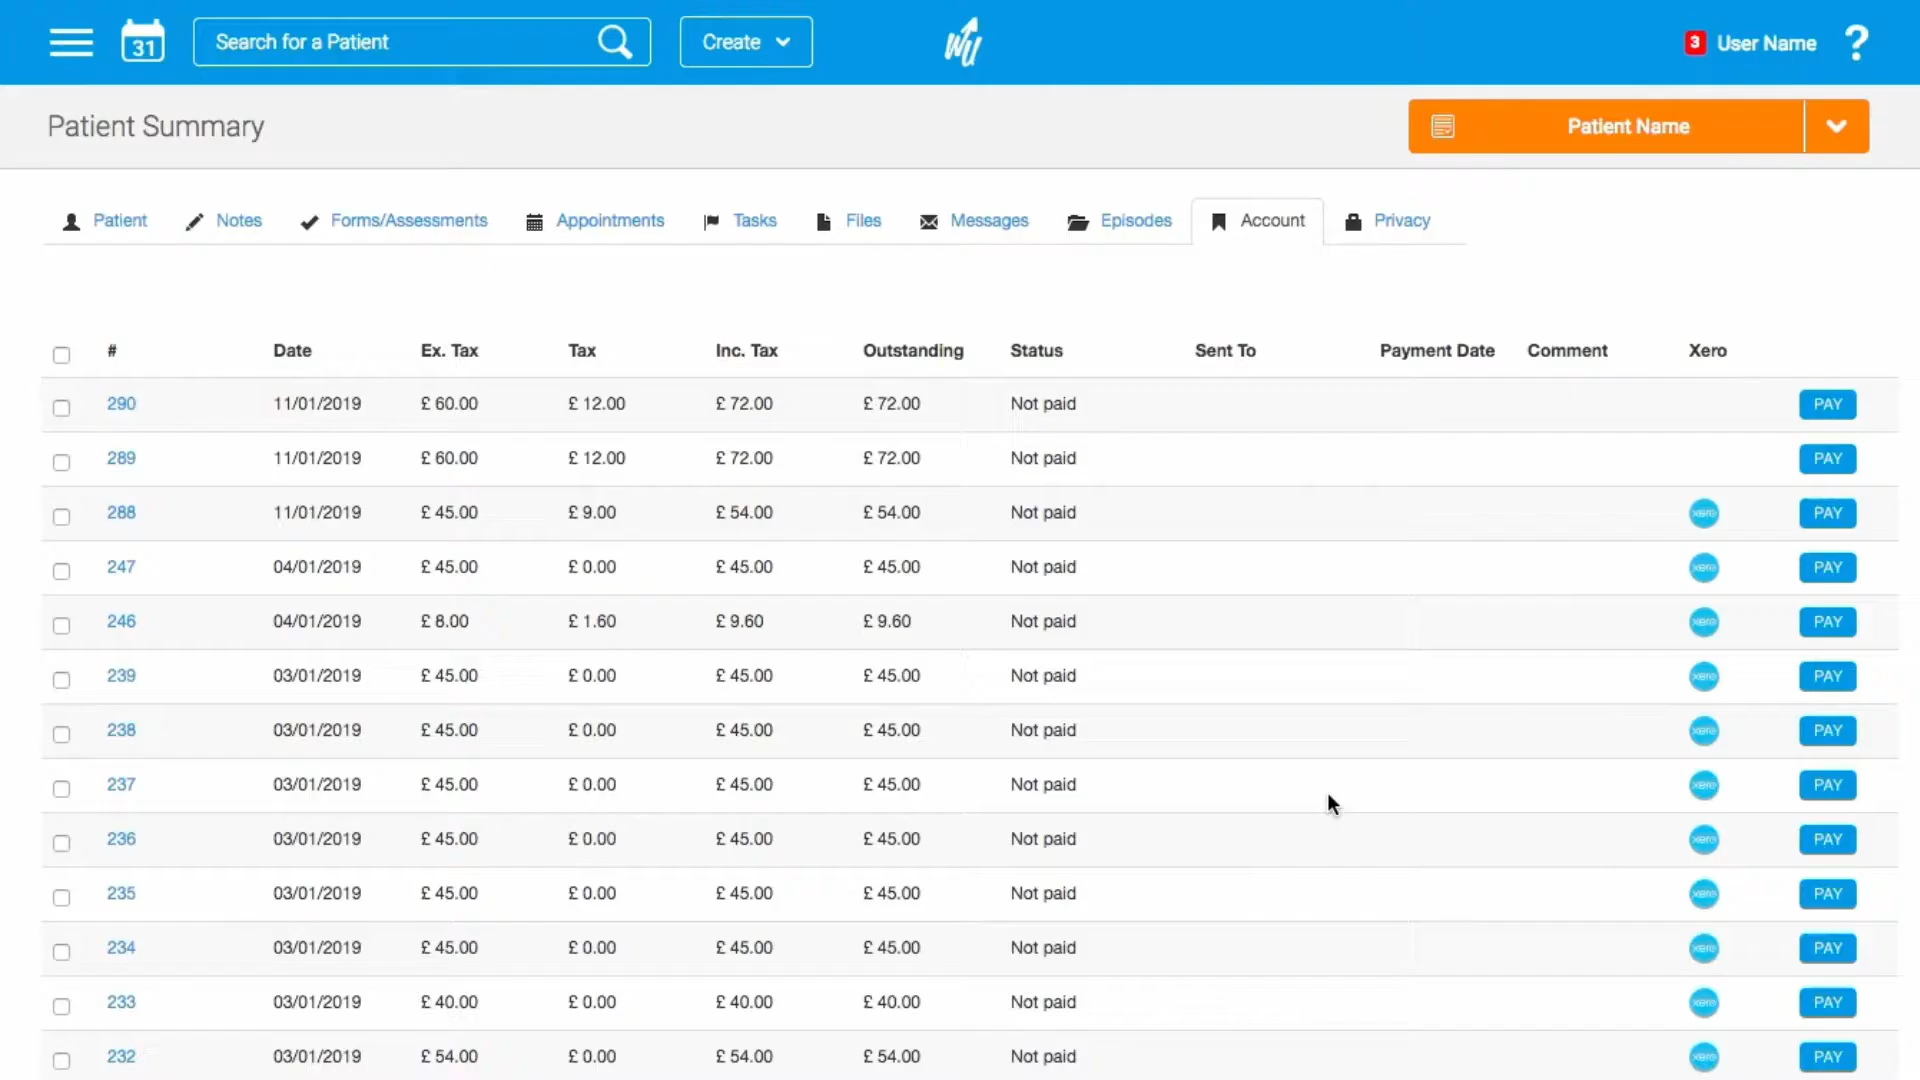 31 Search for a Patient Create 3 User Name ?
Patient Summary Patient Name
Patient Notes Forms/Assessments Appointments Tasks Files Messages Episodes Account Privacy
# Date Ex. Tax Tax Inc. Tax Outstanding Status Sent To Payment Date Comment Xero
290 11/01/2019 £ 60.00 £ 12.00 £ 72.00 £ 72.00 Not paid PAY
289 11/01/2019 £ 60.00 £ 12.00 £ 72.00 £ 72.00 Not paid PAY
288 11/01/2019 £ 45.00 £ 9.00 £ 54.00 £ 54.00 Not paid xero PAY
247 04/01/2019 £ 45.00 £ 0.00 £ 45.00 £ 45.00 Not paid xero PAY
246 04/01/2019 £ 8.00 £ 1.60 £ 9.60 £ 9.60 Not paid xero PAY
239 03/01/2019 £ 45.00 £ 0.00 £ 45.00 £ 45.00 Not paid xero PAY
238 03/01/2019 £ 45.00 £ 0.00 £ 45.00 £ 45.00 Not paid xero PAY
237 03/01/2019 £ 45.00 £ 0.00 £ 45.00 £ 45.00 Not paid xero PAY
236 03/01/2019 £ 45.00 £ 0.00 £ 45.00 £ 45.00 Not paid xero PAY
235 03/01/2019 £ 45.00 £ 0.00 £ 45.00 £ 45.00 Not paid xero PAY
234 03/01/2019 £ 45.00 £ 0.00 £ 45.00 £ 45.00 Not paid xero PAY
233 03/01/2019 £ 40.00 £ 0.00 £ 40.00 £ 40.00 Not paid xero PAY
232 03/01/2019 £ 54.00 £ 0.00 £ 54.00 £ 54.00 Not paid xero PAY